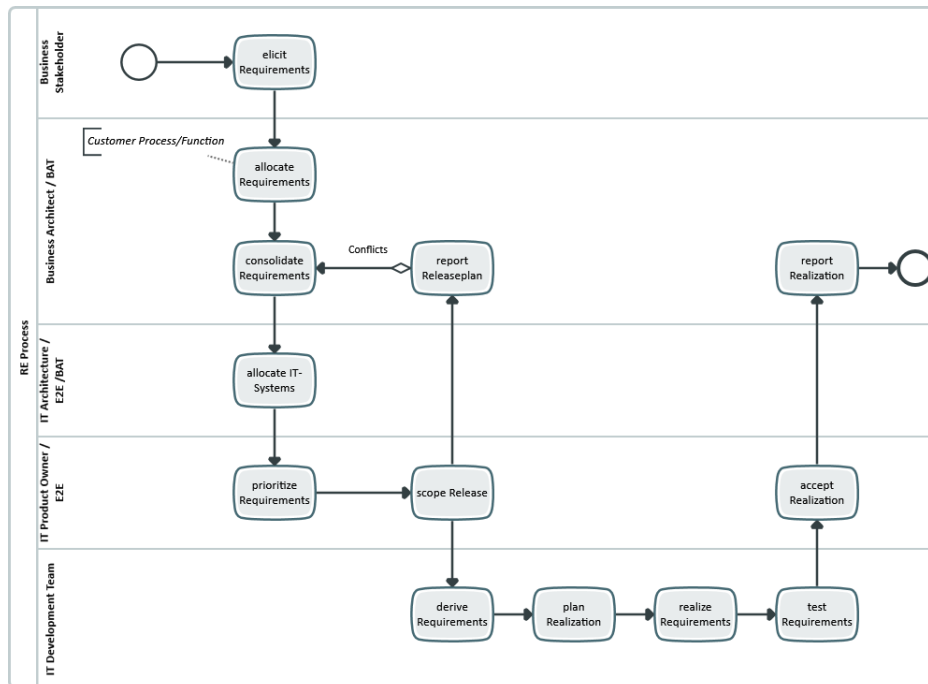 RE Process
Business
Stakeholder
elicit
Requirements
Business Architect / BAT
Customer Process/Function
allocate
Requirements
consolidate
Requirements
Conflicts
report
Releaseplan
report
Realization
IT Architecture /
E2E /BAT
allocate IT-
Systems
IT Product Owner /
E2E
prioritize
Requirements
scope Release
accept
Realization
IT Development Team
derive
Requirements
plan
Realization
realize
Requirements
test
Requirements